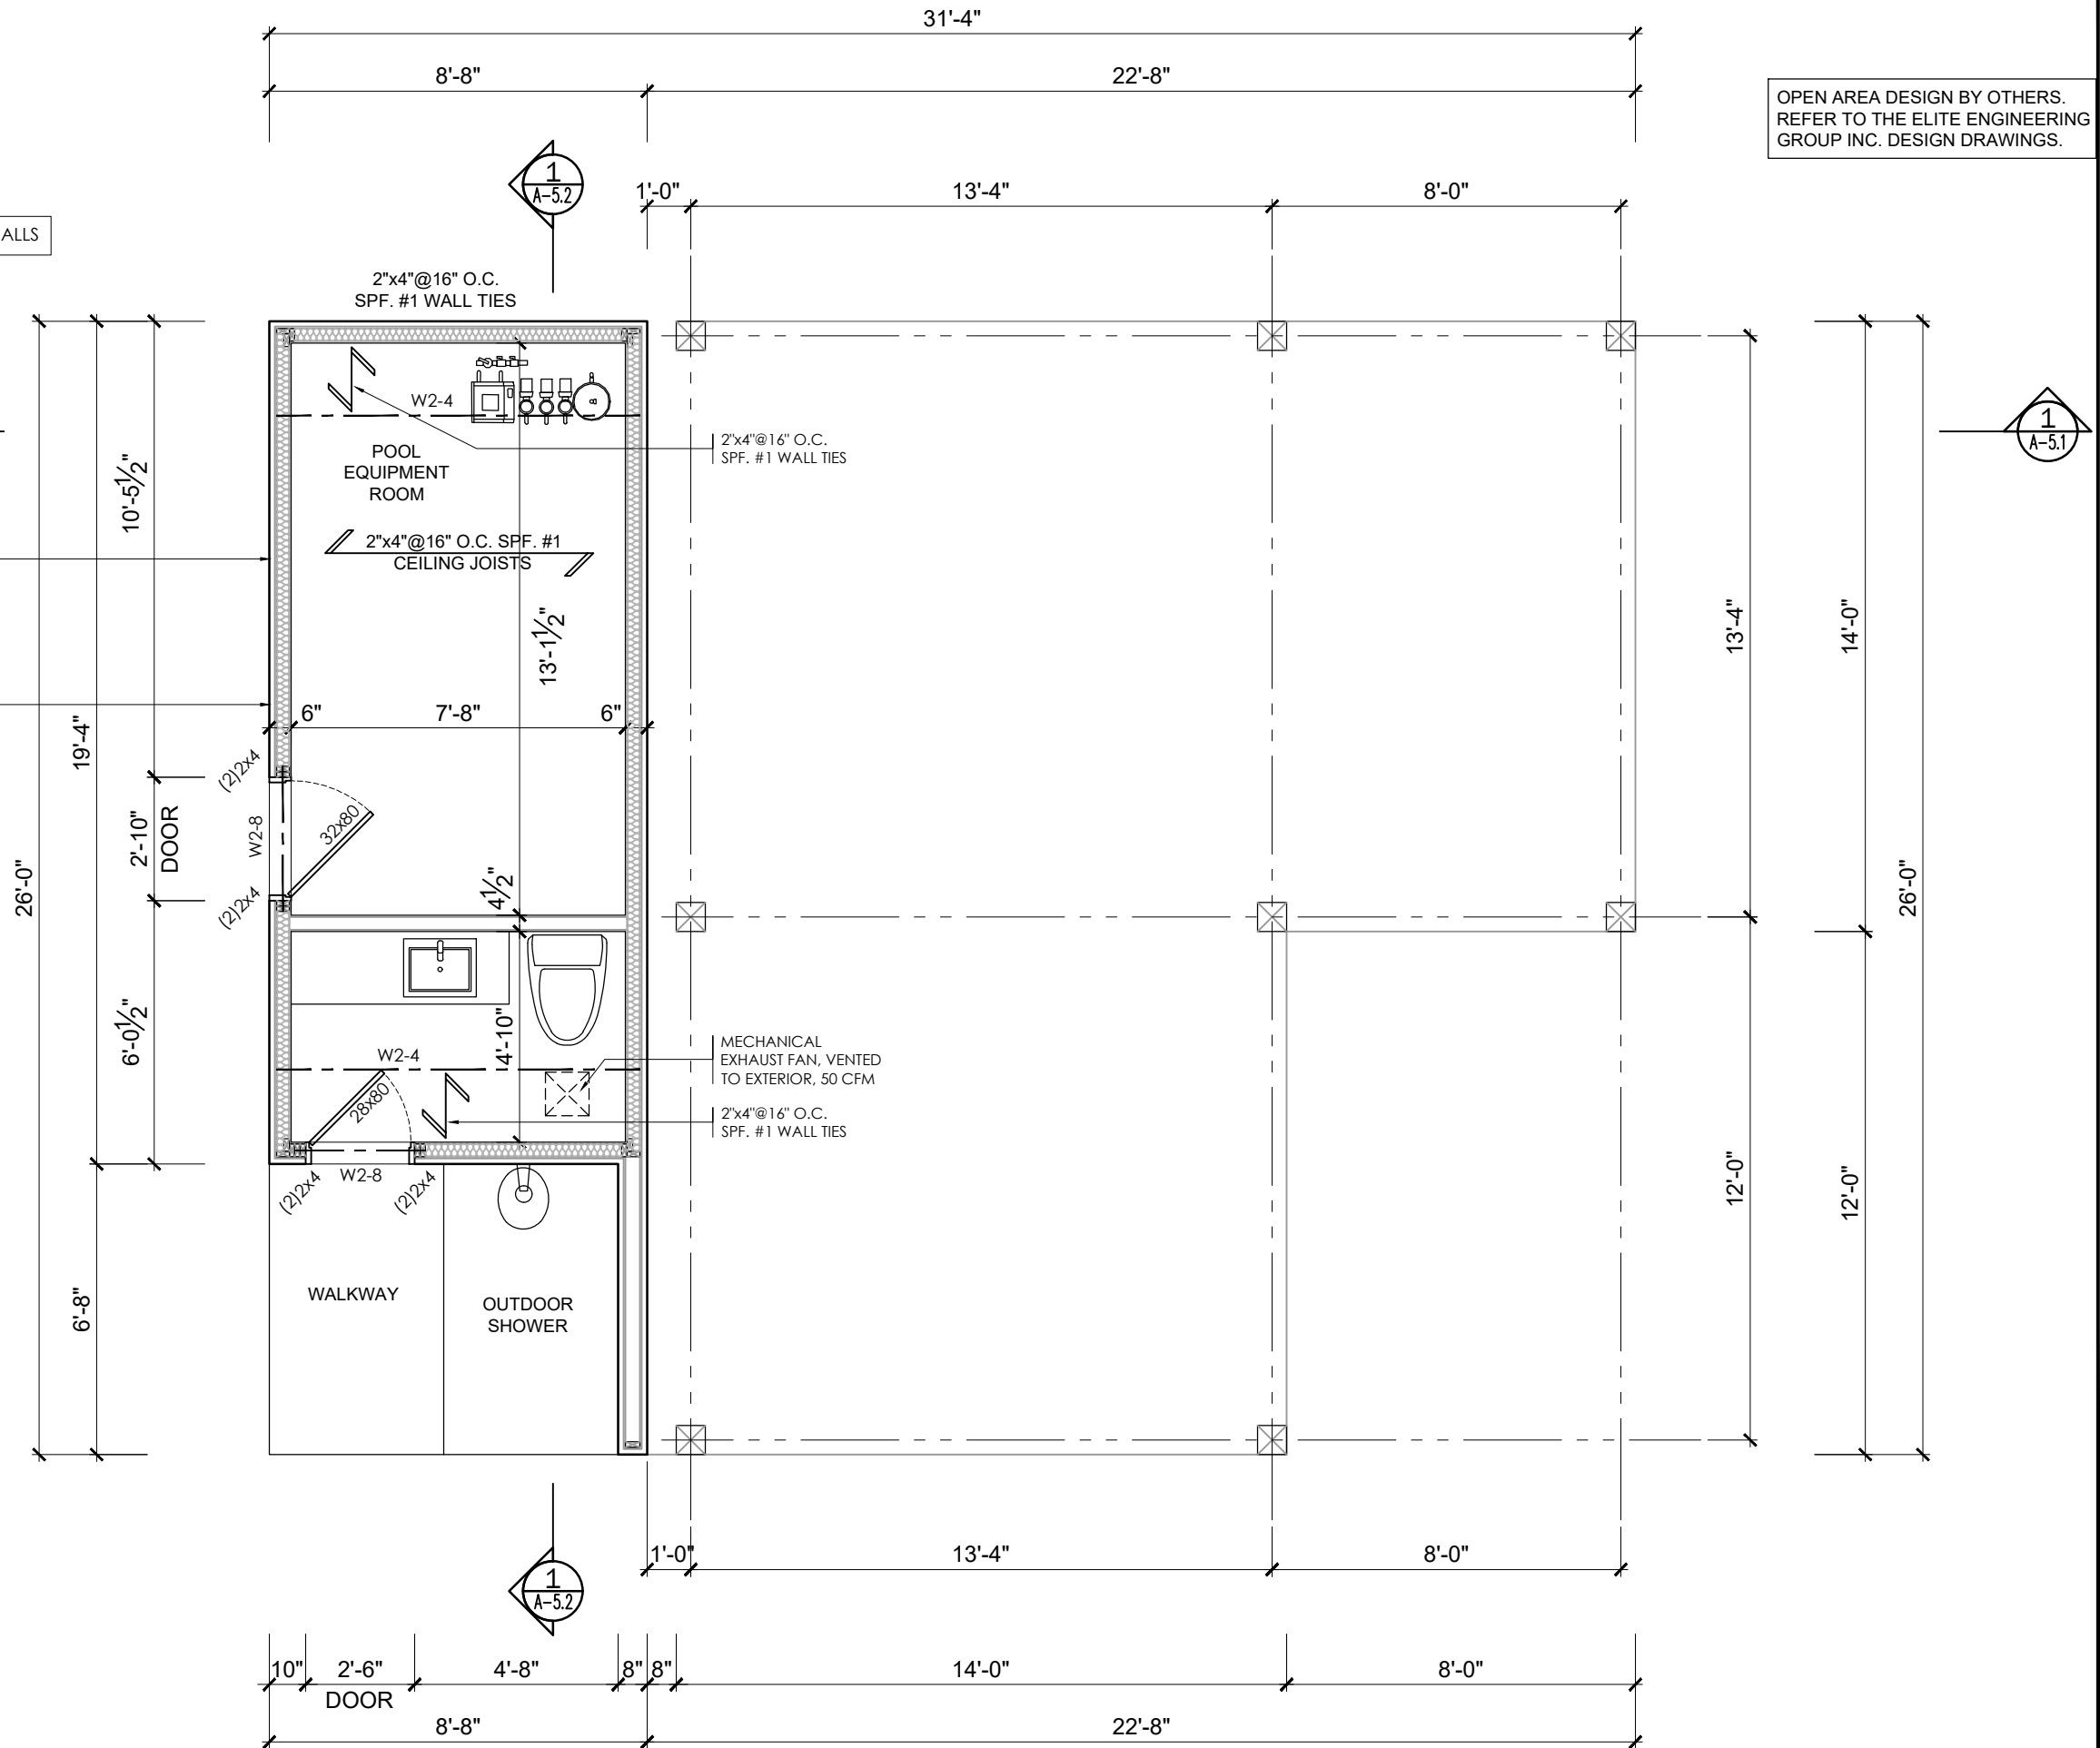 31'-4"
8'-8"
22'-8"
OPEN AREA DESIGN BY OTHERS.
REFER TO THE ELITE ENGINEERING
GROUP INC. DESIGN DRAWINGS.
1
A-5.2
1'-0"
13'-4"
8'-0"
ALLS
2"x4"@16" O.C.
SPF. #1 WALL TIES
W2-4
1
A-5.1
2"x4"@16" O.C.
SPF. #1 WALL TIES
POOL
EQUIPMENT
ROOM
10'-5½"
2"x4"@16" O.C. SPF. #1
CEILING JOISTS
13'-1½"
13'-4"
14'-0"
6"
7'-8"
6"
19'-4"
(2)2x4
W2-8
32x80
2'-10"
DOOR
26'-0"
(2)2x4
4½"
26'-0"
6'-0½"
4'-10"
W2-4
28x80
MECHANICAL
EXHAUST FAN, VENTED
TO EXTERIOR, 50 CFM
2"x4"@16" O.C.
SPF. #1 WALL TIES
(2)2x4
W2-8
(2)2x4
12'-0"
12'-0"
6'-8"
WALKWAY
OUTDOOR
SHOWER
1'-0"
13'-4"
8'-0"
1
A-5.2
10"
2'-6"
DOOR
4'-8"
8"
8"
14'-0"
8'-0"
8'-8"
22'-8"